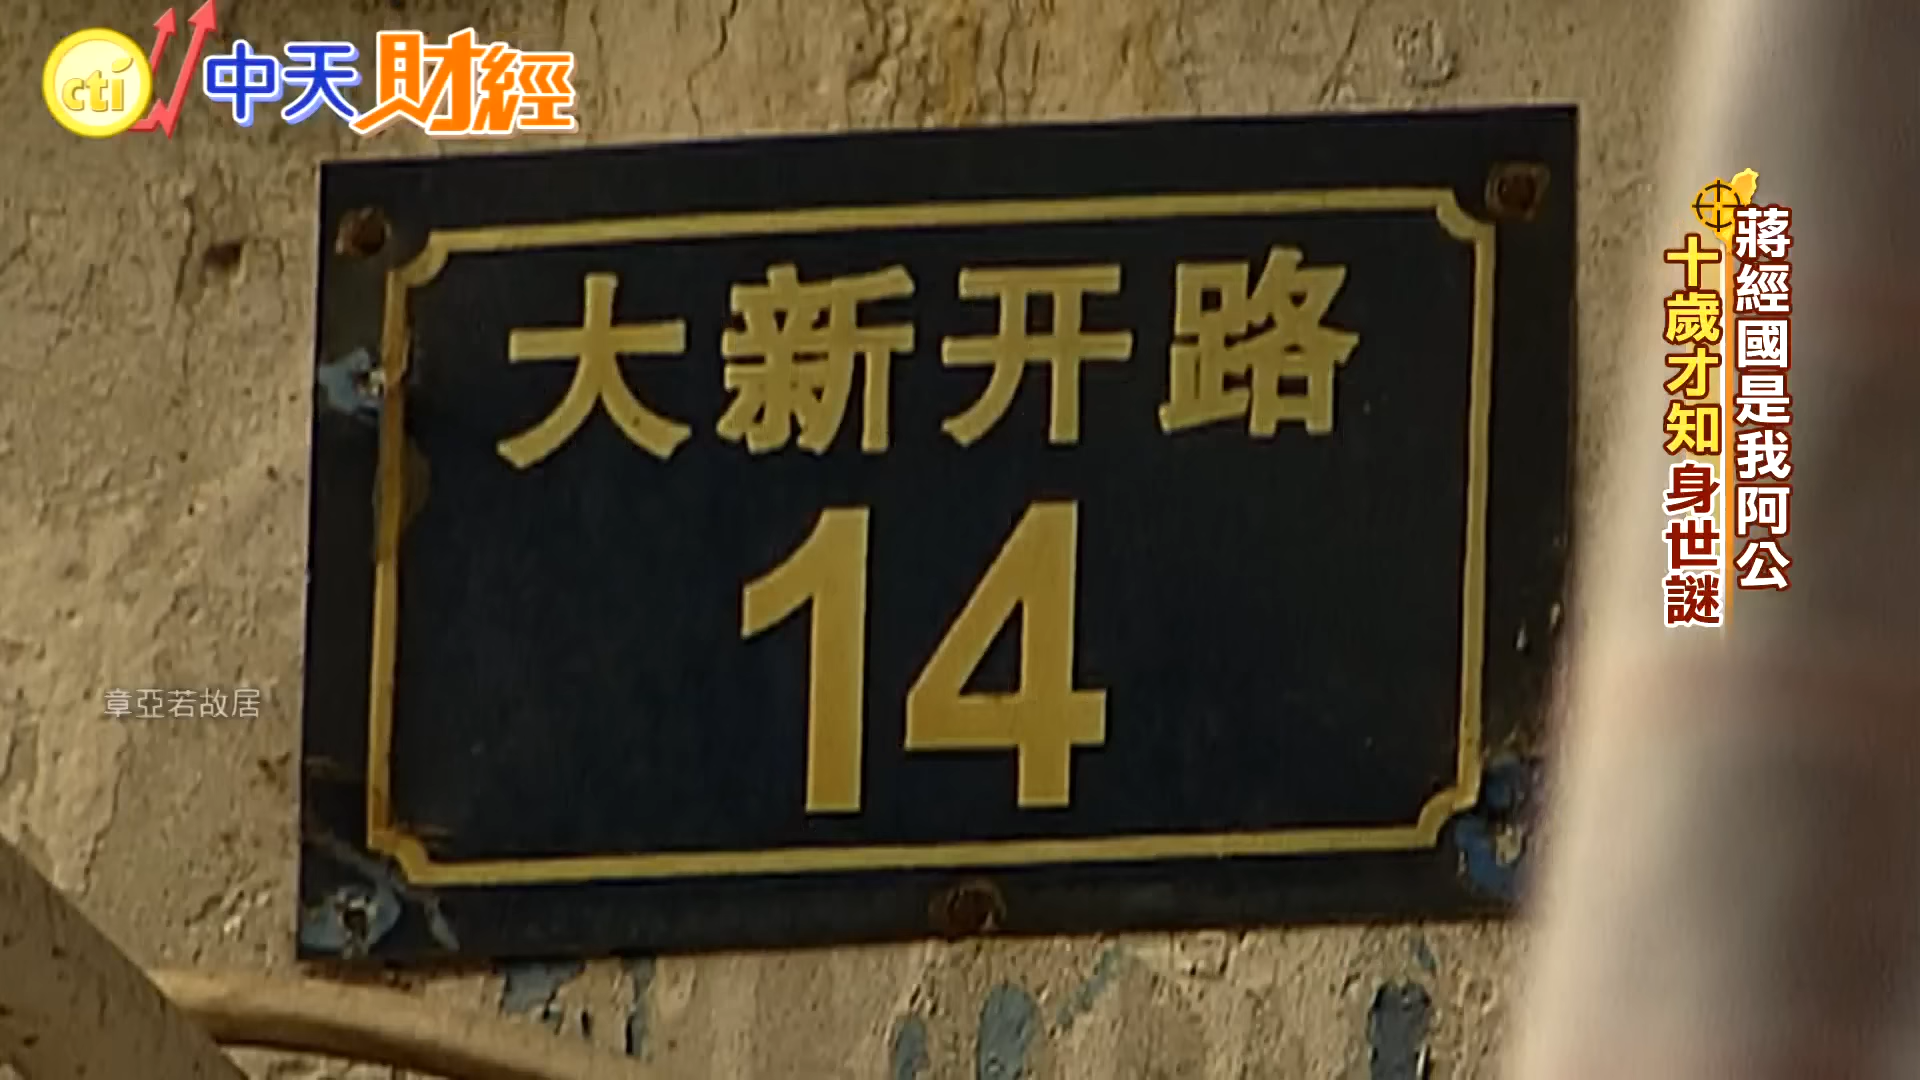 cti 中天財經
大新开路
14
蔣經國是我阿公
十歲才知身世謎
章亞若故居